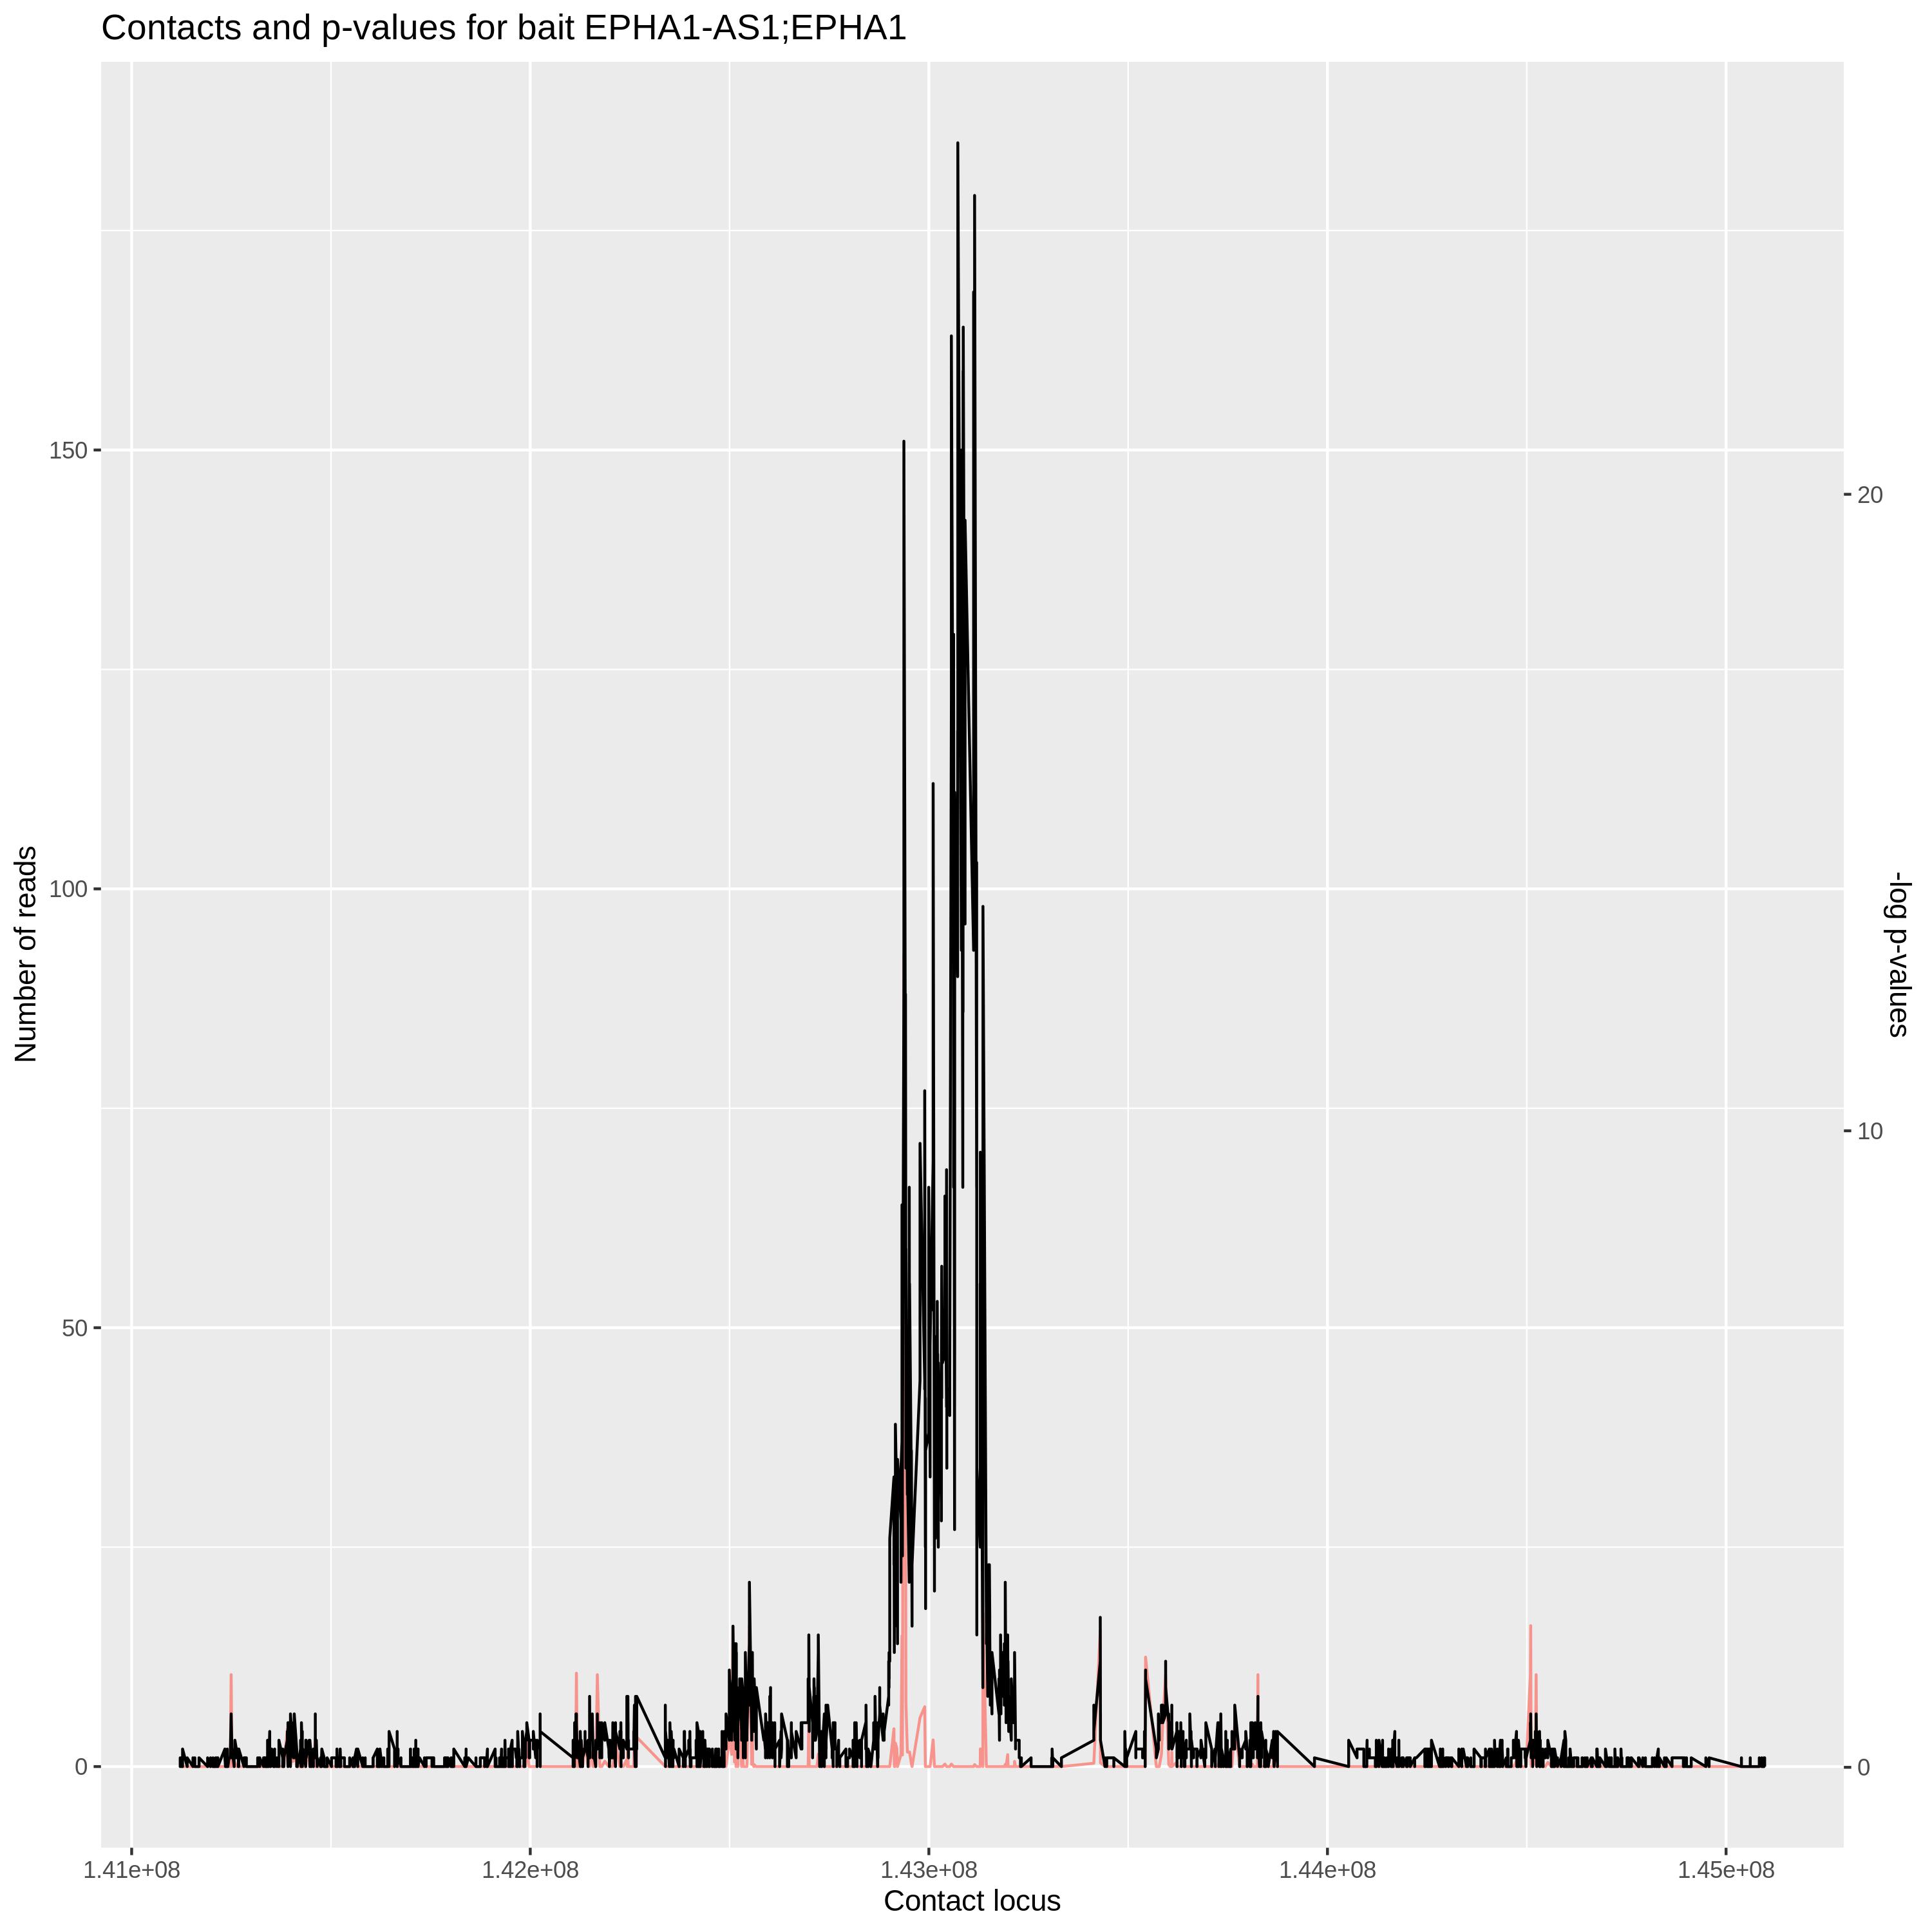 Contacts and p-values for bait EPHA1-AS1;EPHA1
150
100
50
0
Number of reads
20
10
0
-log p-values
1.41e+08
1.42e+08
1.43e+08
1.44e+08
1.45e+08
Contact locus